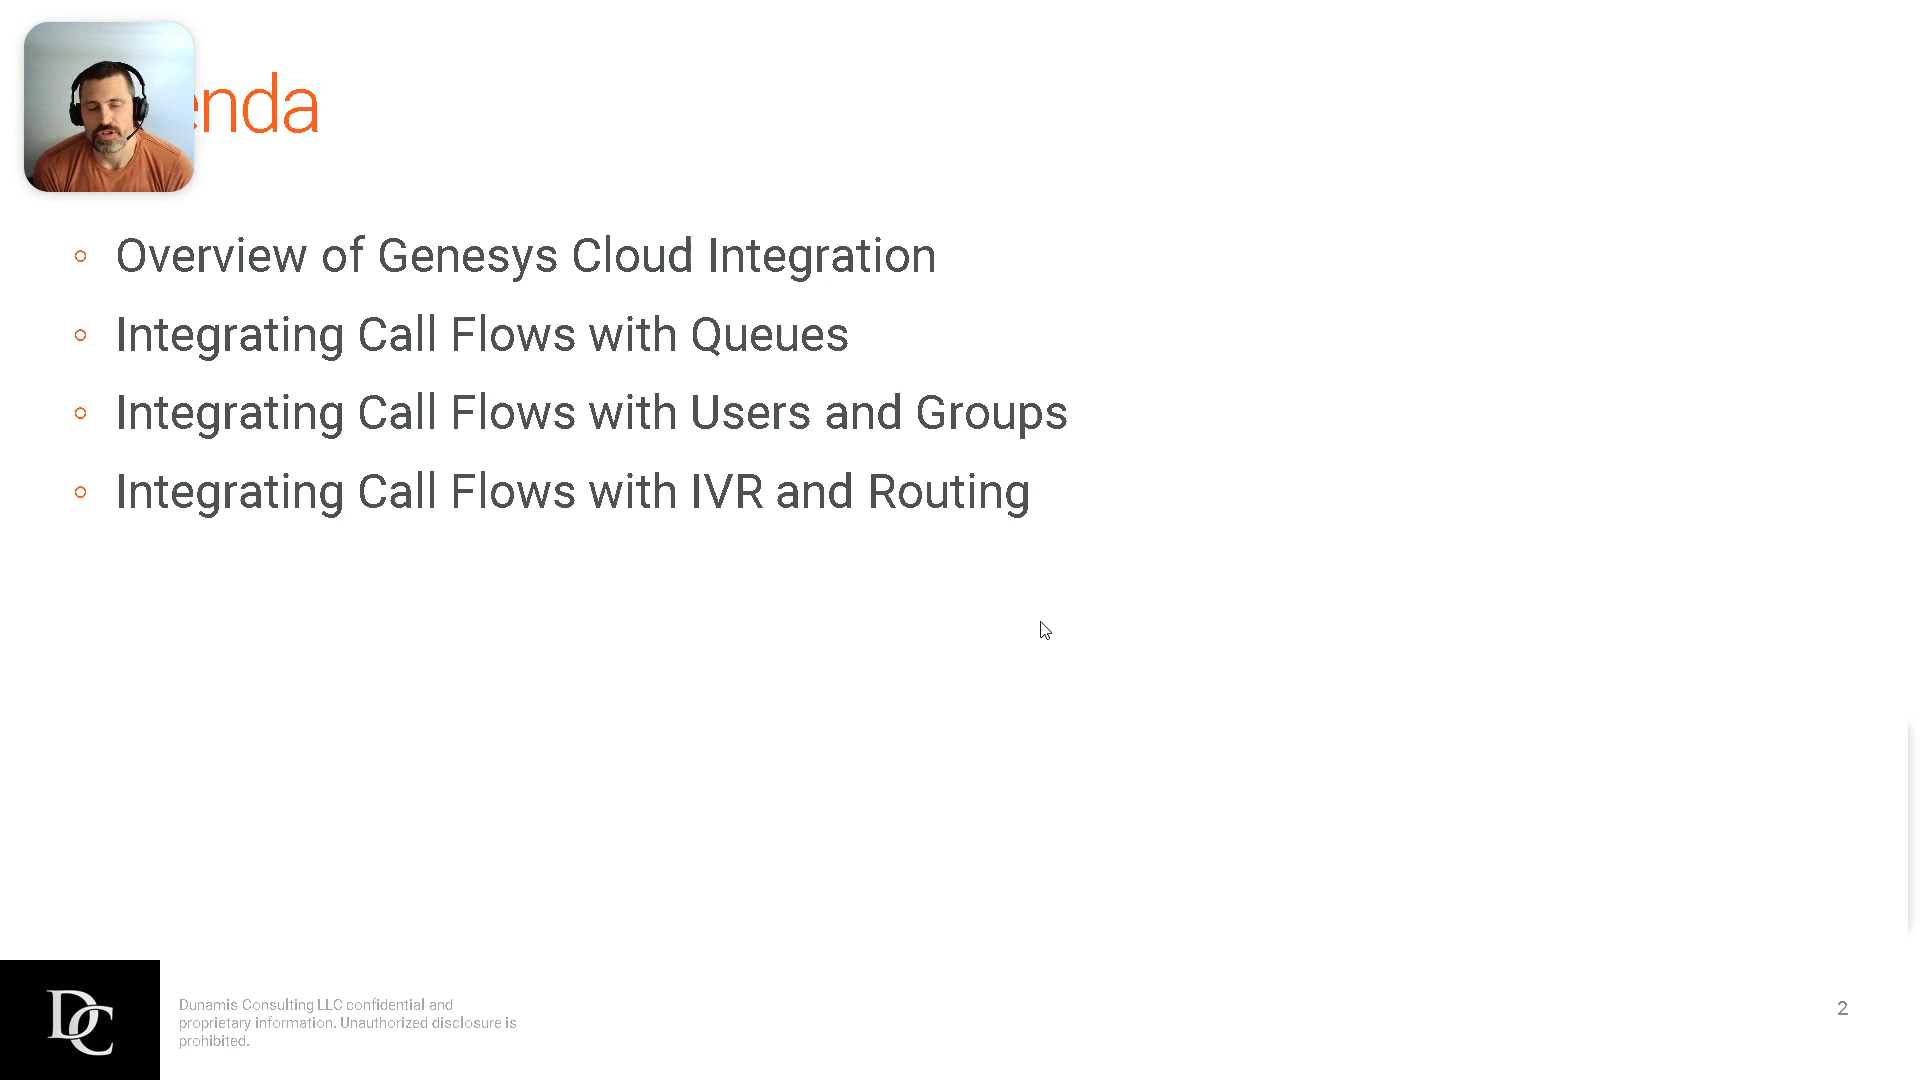 enda
Overview of Genesys Cloud Integration
Integrating Call Flows with Queues
Integrating Call Flows with Users and Groups
Integrating Call Flows with IVR and Routing
DC
Dunamis Consulting LLC confidential and
proprietary information. Unauthorized disclosure is
prohibited.
2